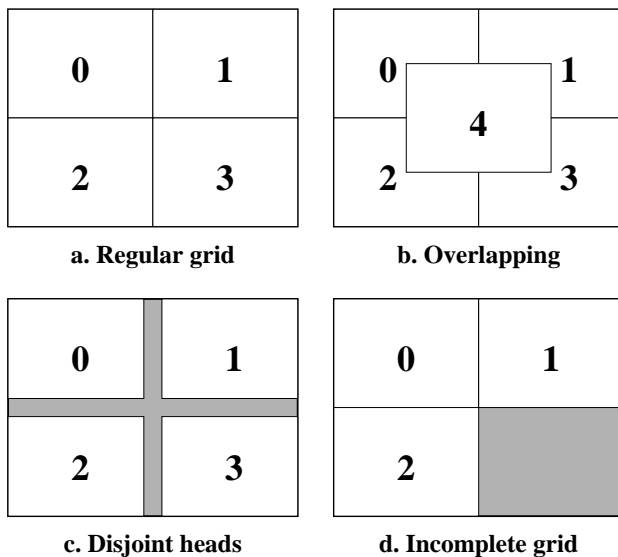 0 1
2 3
a. Regular grid
0 1
4
2 3
b. Overlapping
0 1
2 3
c. Disjoint heads
0 1
2
d. Incomplete grid